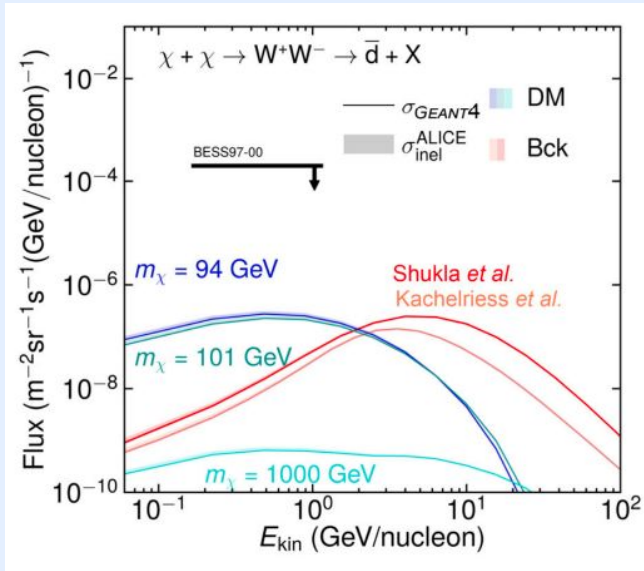 χ + χ → W⁺W⁻ → d̅ + X
σ_GEANT4
DM
σ_inel^ALICE
Bck
BESS97-00
m_χ = 94 GeV
Shukla et al.
Kachelriess et al.
m_χ = 101 GeV
m_χ = 1000 GeV
Flux (m⁻²sr⁻¹s⁻¹(GeV/nucleon)⁻¹)
10⁻²
10⁻⁴
10⁻⁶
10⁻⁸
10⁻¹⁰
10⁻¹ 10⁰ 10¹ 10²
E_kin (GeV/nucleon)